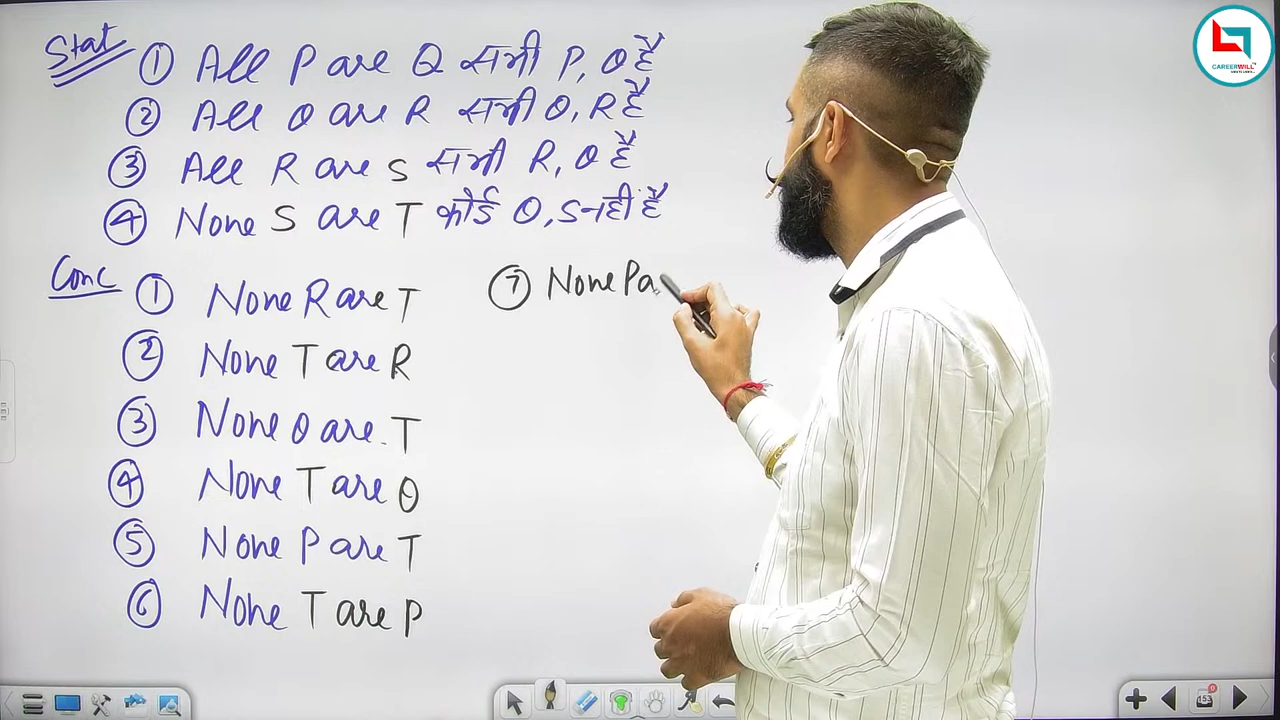 Stat
① All P are Q सभी P, Q हैं
② All Q are R सभी Q, R हैं
③ All R are S सभी R, Q हैं
④ None S are T कोई Q, S नहीं हैं
Conc
① None R are T
② None T are R
③ None Q are T
④ None T are Q
⑤ None P are T
⑥ None T are P
⑦ None Pa
CAREERWILL
153